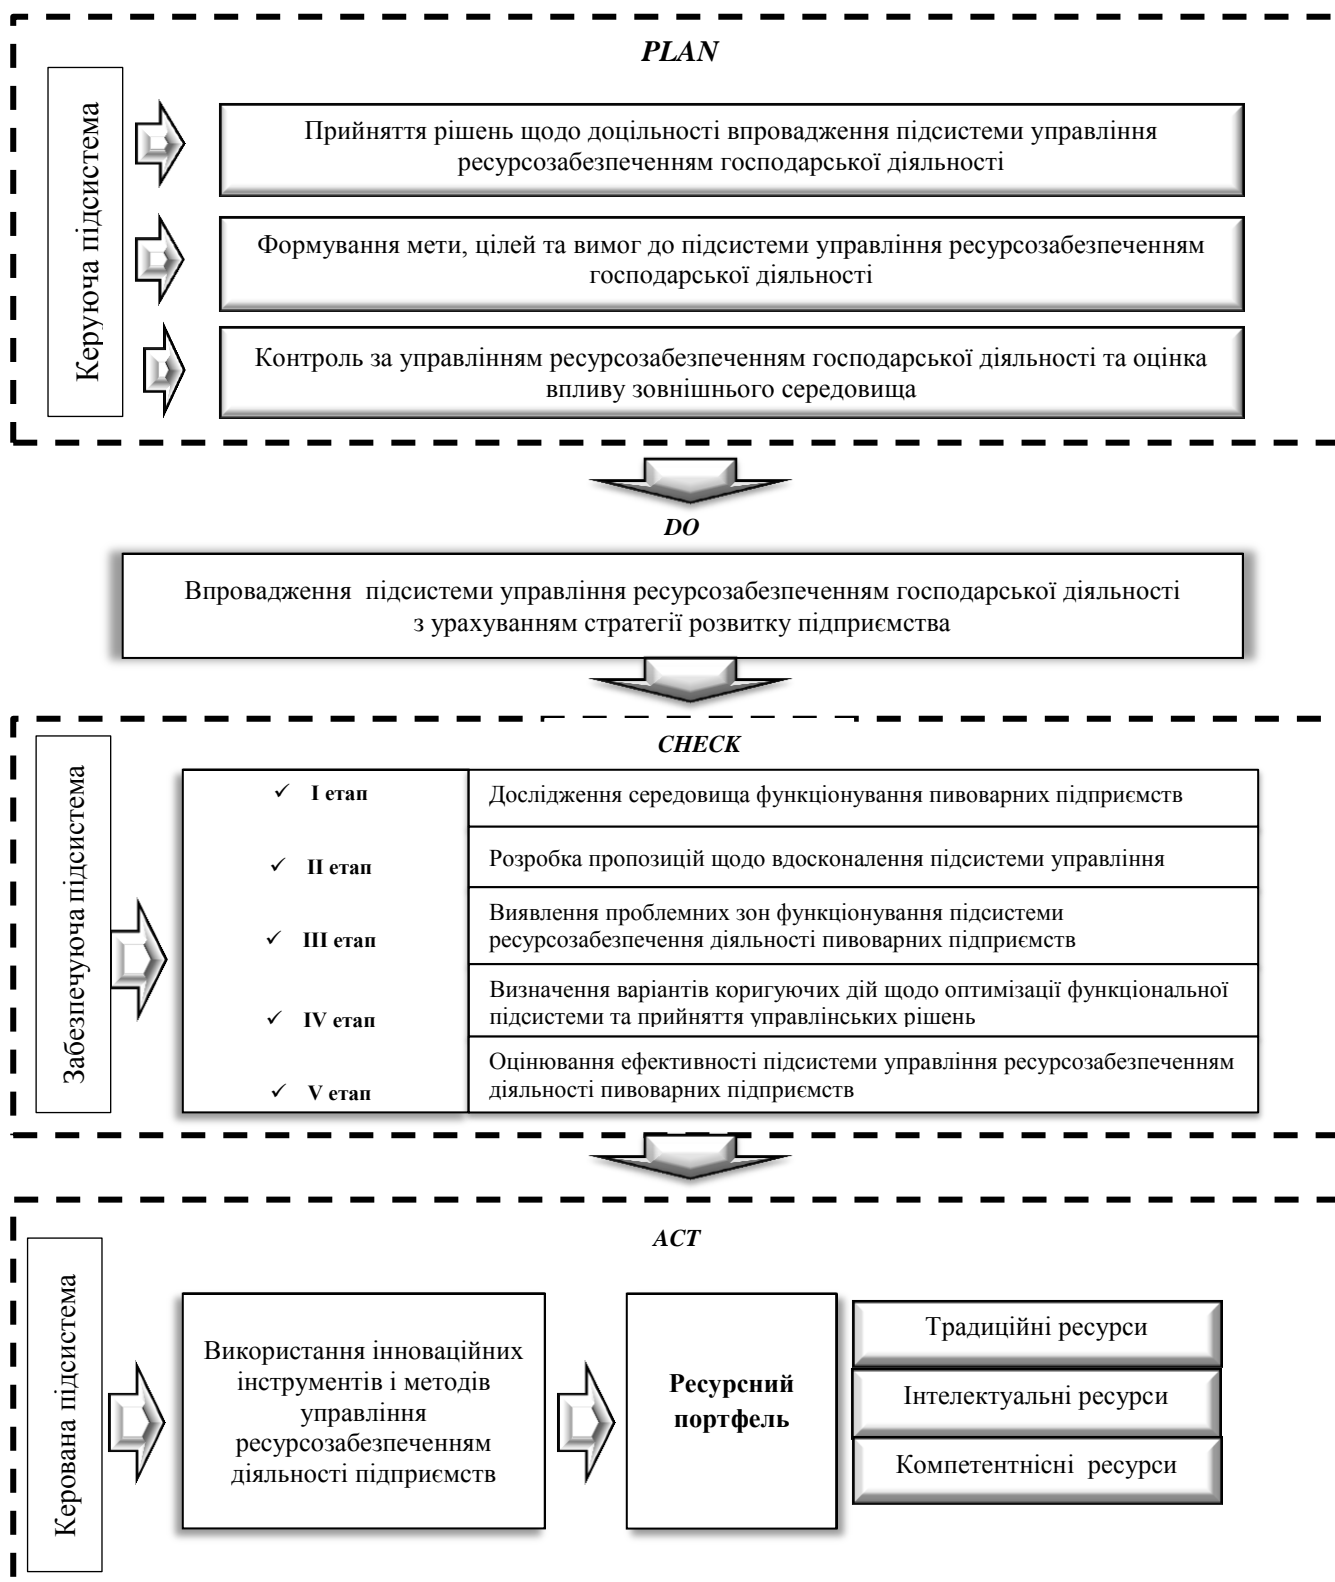 PLAN
Керуюча підсистема
Прийняття рішень щодо доцільності впровадження підсистеми управління
ресурсозабезпеченням господарської діяльності
Формування мети, цілей та вимог до підсистеми управління ресурсозабезпеченням
господарської діяльності
Контроль за управлінням ресурсозабезпеченням господарської діяльності та оцінка
впливу зовнішнього середовища
DO
Впровадження підсистеми управління ресурсозабезпеченням господарської діяльності
з урахуванням стратегії розвитку підприємства
CHECK
Забезпечуюча підсистема
✓ I етап
Дослідження середовища функціонування пивоварних підприємств
✓ II етап
Розробка пропозицій щодо вдосконалення підсистеми управління
✓ III етап
Виявлення проблемних зон функціонування підсистеми
ресурсозабезпечення діяльності пивоварних підприємств
✓ IV етап
Визначення варіантів коригуючих дій щодо оптимізації функціональної
підсистеми та прийняття управлінських рішень
✓ V етап
Оцінювання ефективності підсистеми управління ресурсозабезпеченням
діяльності пивоварних підприємств
ACT
Керована підсистема
Використання інноваційних
інструментів і методів
управління
ресурсозабезпеченням
діяльності підприємств
Ресурсний
портфель
Традиційні ресурси
Інтелектуальні ресурси
Компетентнісні ресурси